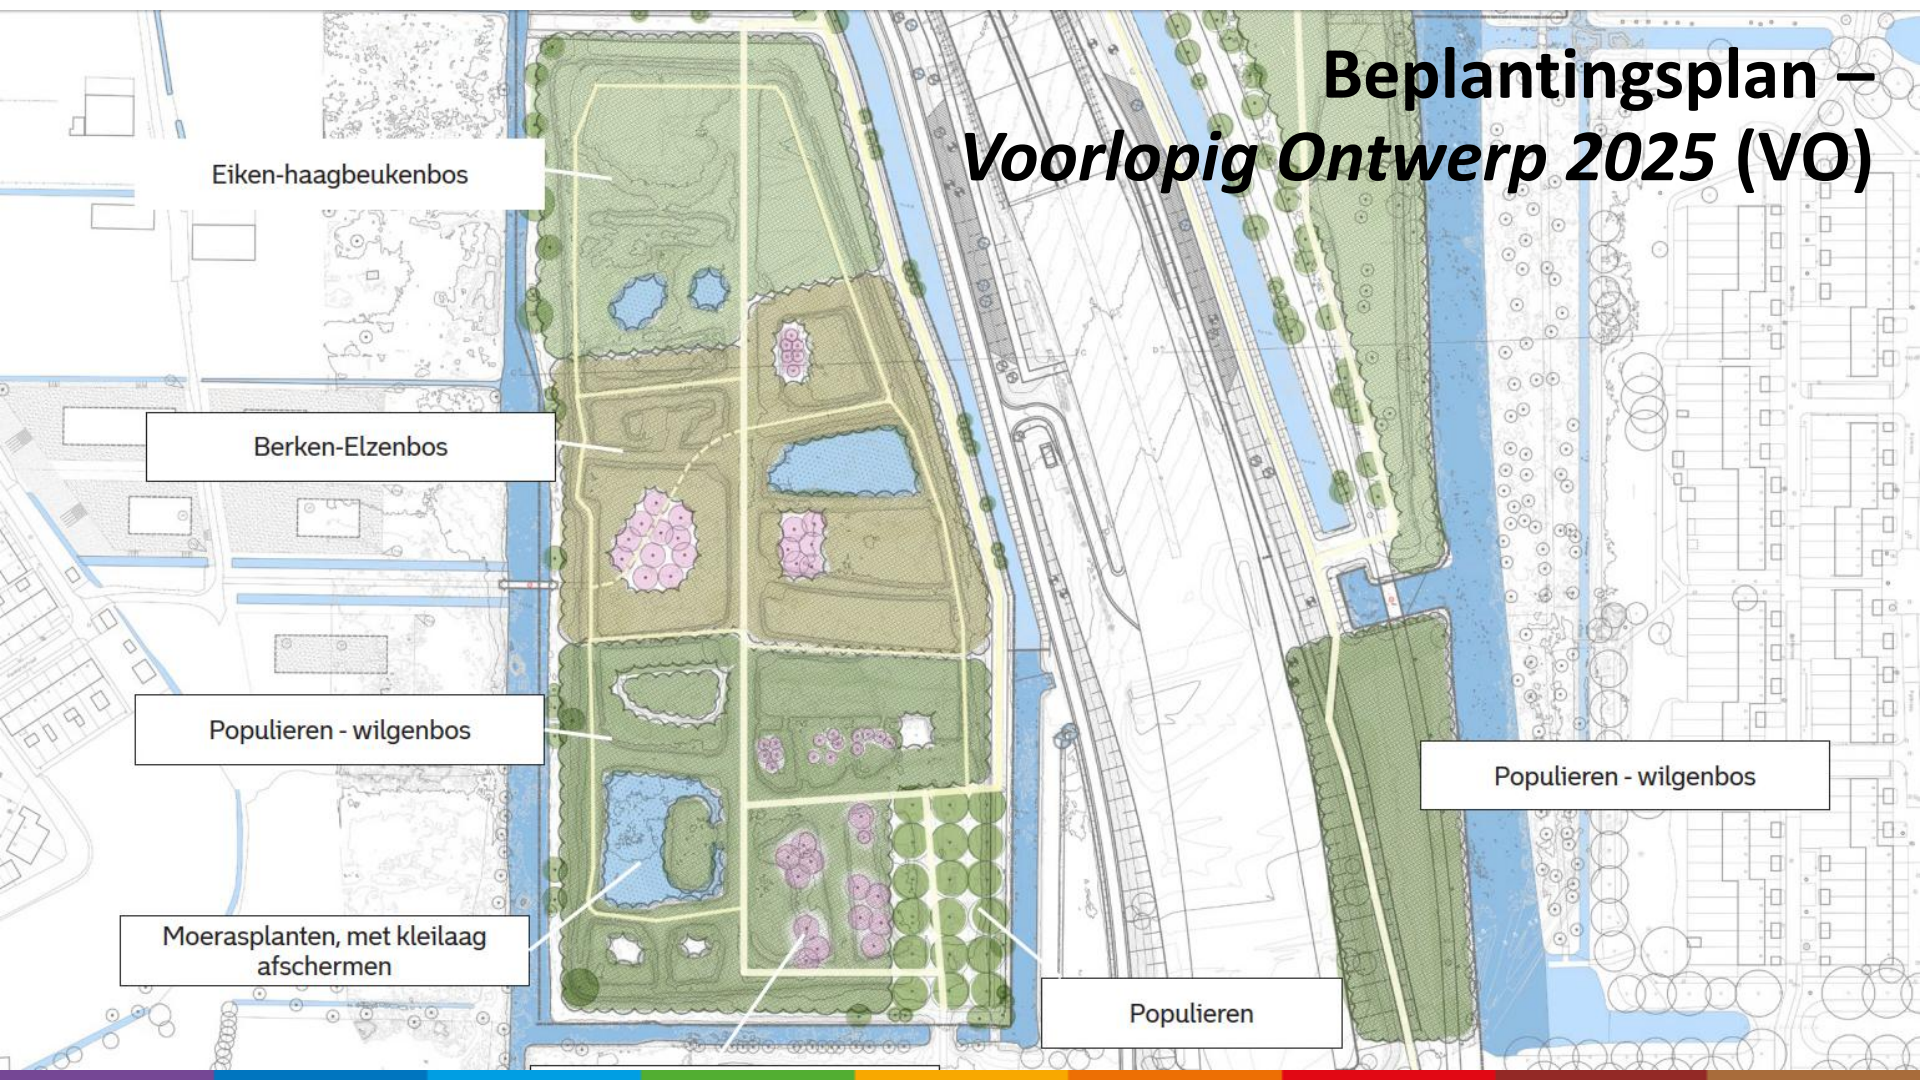 Beplantingsplan –
Voorlopig Ontwerp 2025 (VO)
Eiken-haagbeukenbos
Berken-Elzenbos
Populieren - wilgenbos
Populieren - wilgenbos
Moerasplanten, met kleilaag
afschermen
Populieren